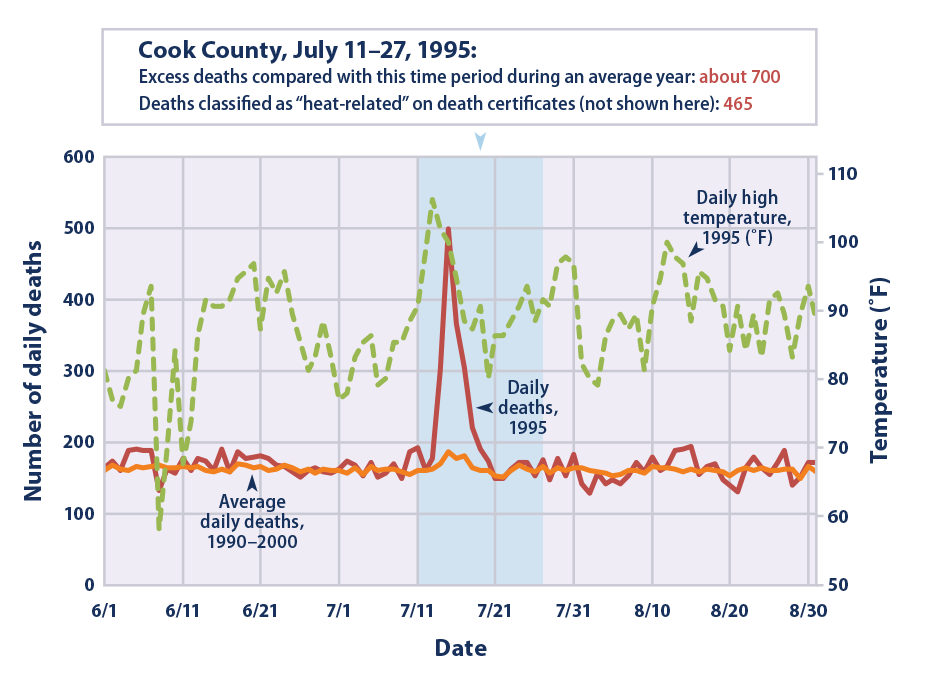 Cook County, July 11–27, 1995:
Excess deaths compared with this time period during an average year: about 700
Deaths classified as “heat-related” on death certificates (not shown here): 465
Number of daily deaths
600
500
400
300
200
100
0
Daily high
temperature,
1995 (˚F)
Daily
deaths,
1995
Average
daily deaths,
1990–2000
110
100
90
80
70
60
50
Temperature (˚F)
6/1 6/11 6/21 7/1 7/11 7/21 7/31 8/10 8/20 8/30
Date